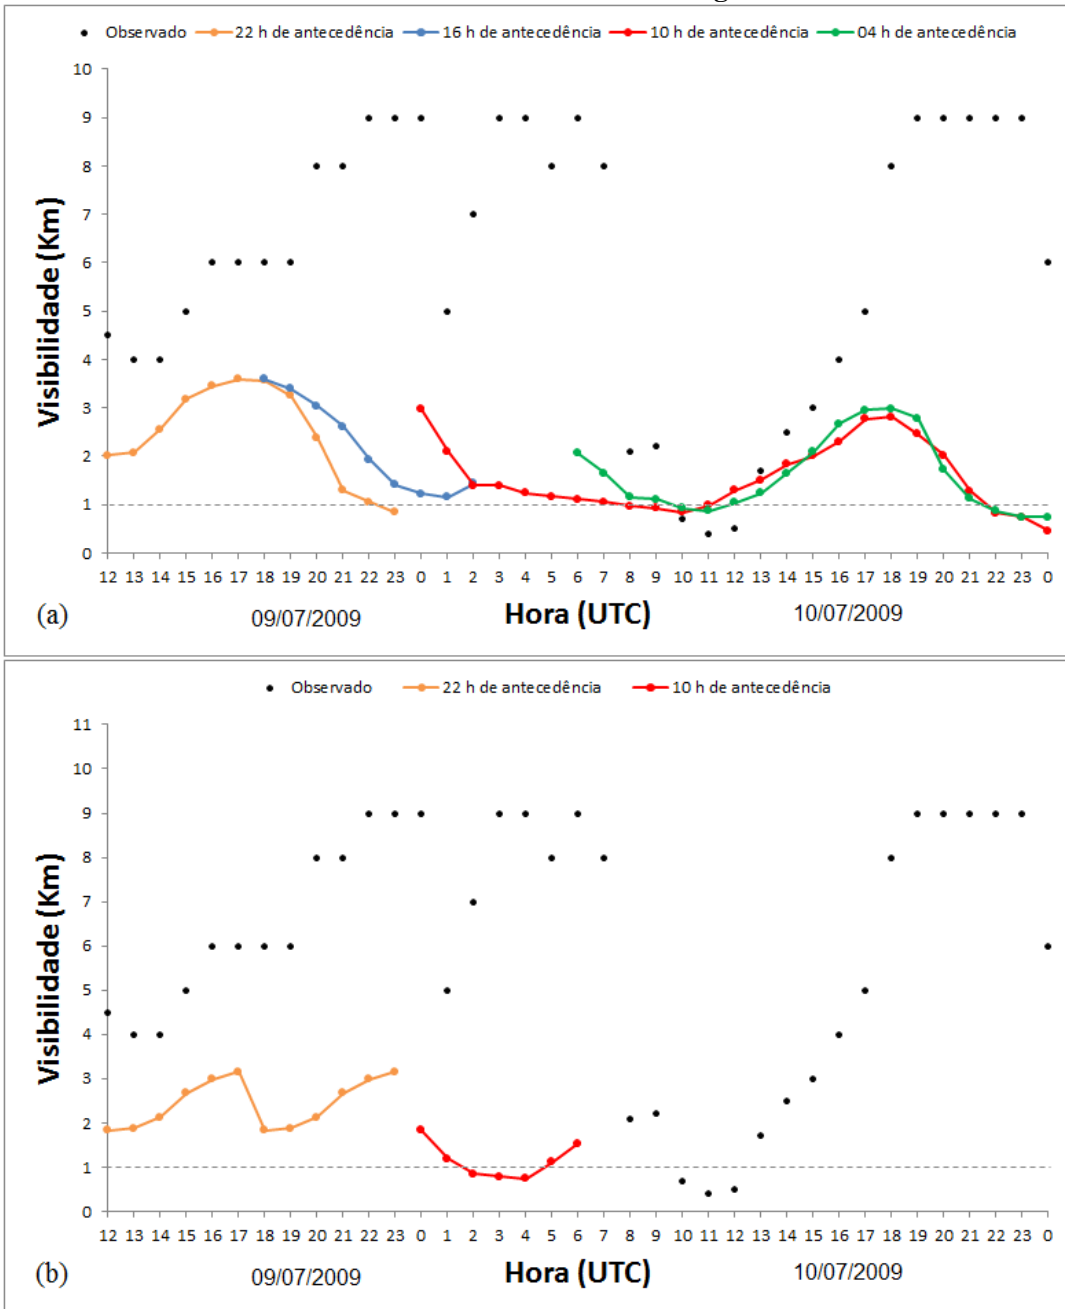 Observado 22 h de antecedência 16 h de antecedência 10 h de antecedência 04 h de antecedência
10
9
8
7
6
5
4
3
2
1
0
Visibilidade (Km)
12 13 14 15 16 17 18 19 20 21 22 23 0 1 2 3 4 5 6 7 8 9 10 11 12 13 14 15 16 17 18 19 20 21 22 23 0
(a) 09/07/2009 Hora (UTC) 10/07/2009
Observado 22 h de antecedência 10 h de antecedência
11
10
9
8
7
6
5
4
3
2
1
0
Visibilidade (Km)
12 13 14 15 16 17 18 19 20 21 22 23 0 1 2 3 4 5 6 7 8 9 10 11 12 13 14 15 16 17 18 19 20 21 22 23 0
(b) 09/07/2009 Hora (UTC) 10/07/2009